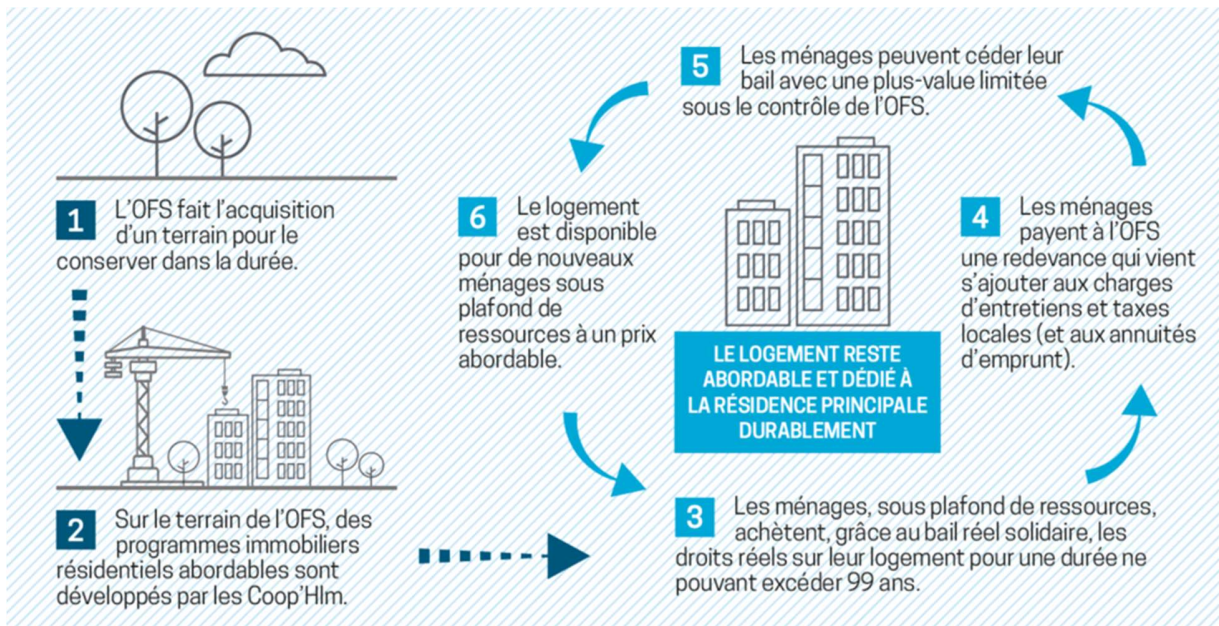 1 L'OFS fait l'acquisition
d'un terrain pour le
conserver dans la durée.
2 Sur le terrain de l'OFS, des
programmes immobiliers
résidentiels abordables sont
développés par les Coop'Hlm.
3 Les ménages, sous plafond de ressources,
achètent, grâce au bail réel solidaire, les
droits réels sur leur logement pour une durée ne
pouvant excéder 99 ans.
4 Les ménages
payent à l'OFS
une redevance qui vient
s'ajouter aux charges
d'entretiens et taxes
locales (et aux annuités
d'emprunt).
5 Les ménages peuvent céder leur
bail avec une plus-value limitée
sous le contrôle de l'OFS.
6 Le logement
est disponible
pour de nouveaux
ménages sous
plafond de
ressources à un prix
abordable.
LE LOGEMENT RESTE
ABORDABLE ET DÉDIÉ À
LA RÉSIDENCE PRINCIPALE
DURABLEMENT